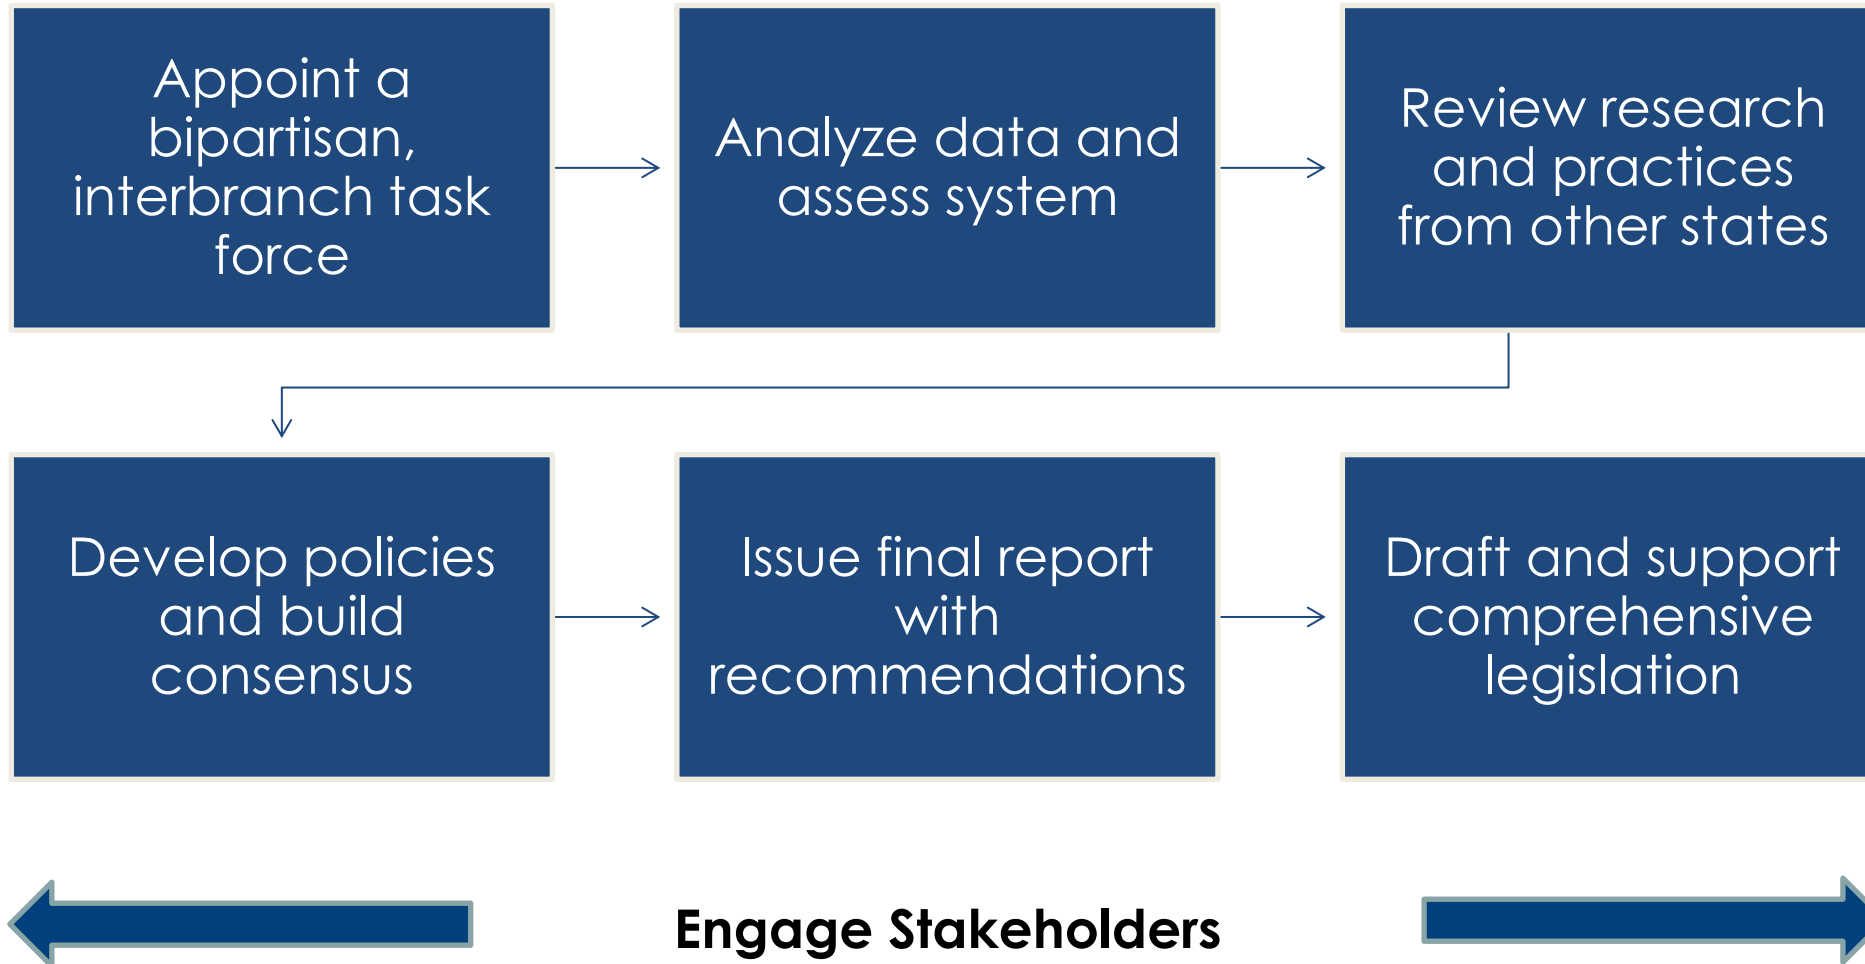 Appoint a
bipartisan,
interbranch task
force
Analyze data and
assess system
Review research
and practices
from other states
Develop policies
and build
consensus
Issue final report
with
recommendations
Draft and support
comprehensive
legislation
Engage Stakeholders